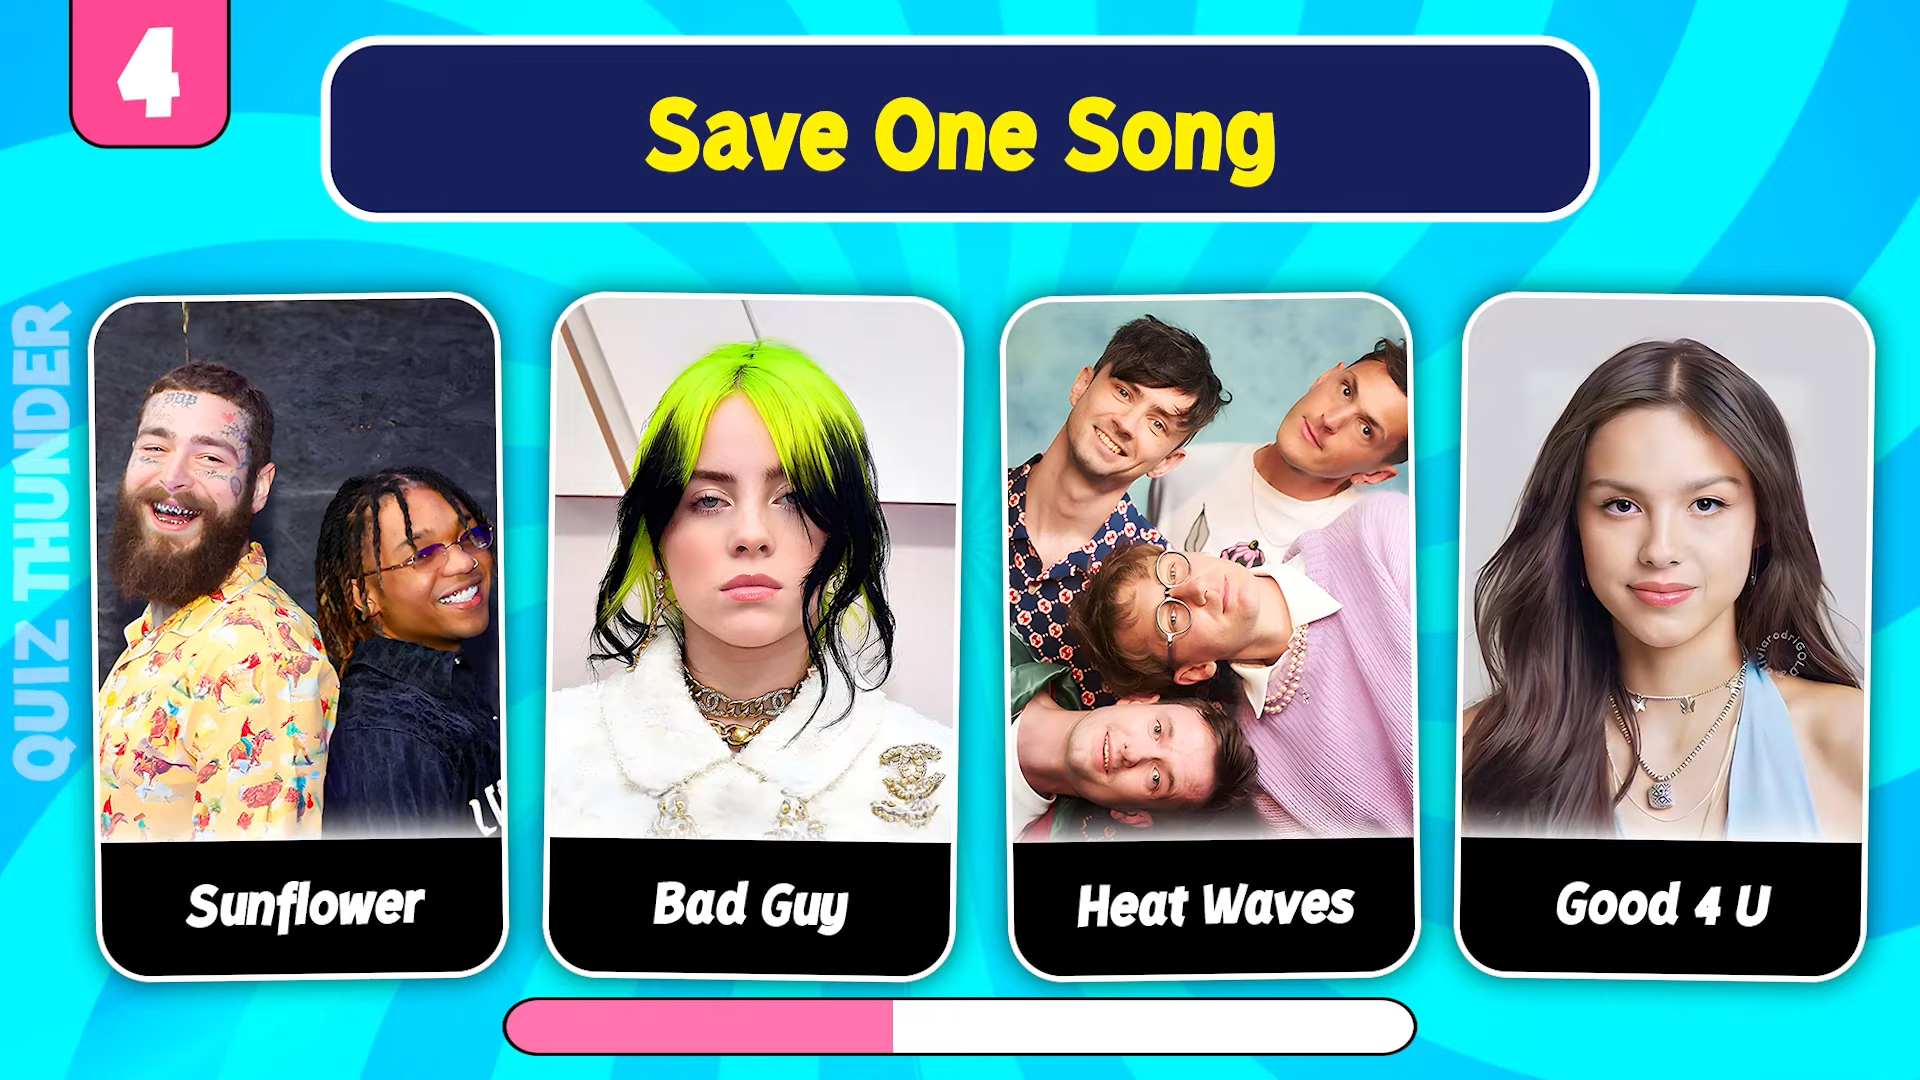 4
Save One Song
QUIZ THUNDER
Sunflower
Bad Guy
Heat Waves
Good 4 U